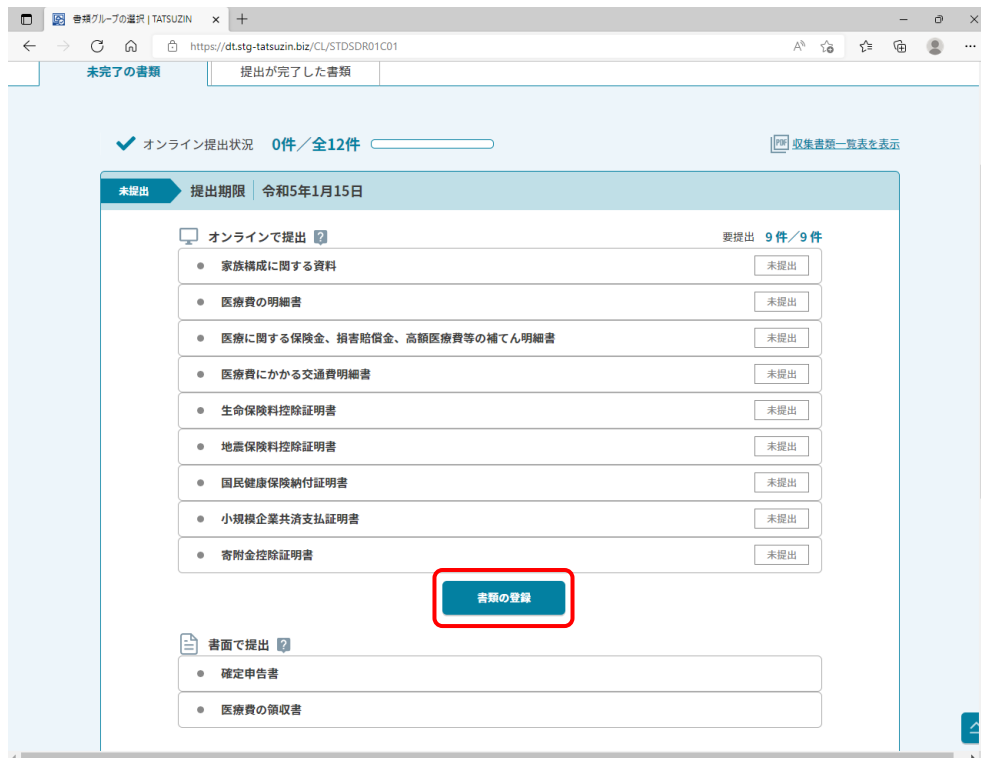 書類グループの選択 | TATSUZIN
https://dt.stg-tatsuzin.biz/CL/STDSDR01C01
未完了の書類
提出が完了した書類
オンライン提出状況 0件／全12件
PDF 収集書類一覧表を表示
未提出 提出期限 令和5年1月15日
オンラインで提出 ? 要提出 9件／9件
家族構成に関する資料 未提出
医療費の明細書 未提出
医療に関する保険金、損害賠償金、高額医療費等の補てん明細書 未提出
医療費にかかる交通費明細書 未提出
生命保険料控除証明書 未提出
地震保険料控除証明書 未提出
国民健康保険納付証明書 未提出
小規模企業共済支払証明書 未提出
寄附金控除証明書 未提出
書類の登録
書面で提出 ?
確定申告書
医療費の領収書